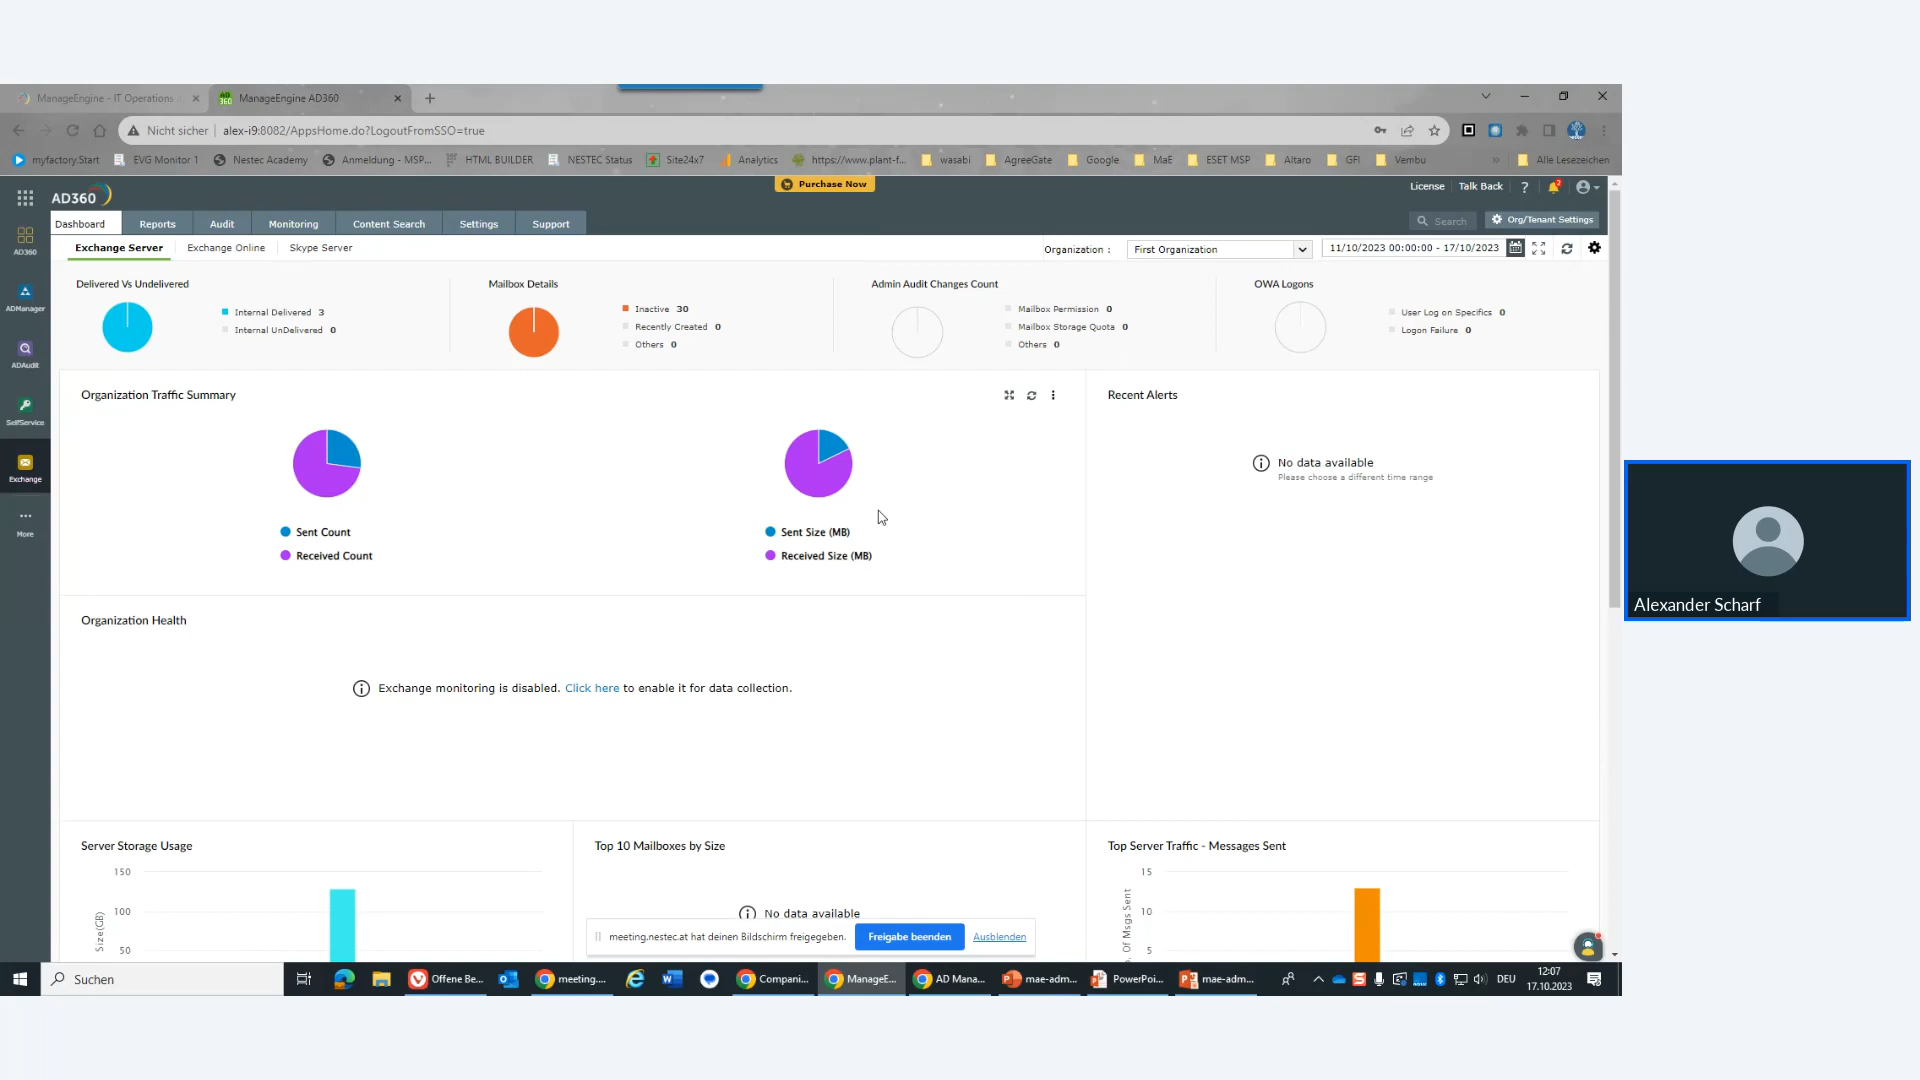 ManageEngine - IT Operations
ManageEngine AD360
Nicht sicher
alex-i9:8082/AppsHome.do?LogoutFromSSO=true
myfactory.Start
EVG Monitor 1
Nestec Academy
Anmeldung - MSP...
HTML BUILDER
NESTEC Status
Site24x7
Analytics
https://www.plant-f...
wasabi
AgreeGate
Google
MaE
ESET MSP
Altaro
GFI
Vembu
»
Alle Lesezeichen
AD360
Purchase Now
License
Talk Back
?
2
Dashboard
Reports
Audit
Monitoring
Content Search
Settings
Support
Search
Org/Tenant Settings
AD360
ADManager
ADAudit
SelfService
Exchange
More
Exchange Server
Exchange Online
Skype Server
Organization :
First Organization
11/10/2023 00:00:00 - 17/10/2023
Delivered Vs Undelivered
Internal Delivered 3
Internal UnDelivered 0
Mailbox Details
Inactive 30
Recently Created 0
Others 0
Admin Audit Changes Count
Mailbox Permission 0
Mailbox Storage Quota 0
Others 0
OWA Logons
User Log on Specifics 0
Logon Failure 0
Organization Traffic Summary
Sent Count
Received Count
Sent Size (MB)
Received Size (MB)
Recent Alerts
No data available
Please choose a different time range
Organization Health
Exchange monitoring is disabled. Click here to enable it for data collection.
Server Storage Usage
150
100
50
Size(GB)
Top 10 Mailboxes by Size
No data available
Top Server Traffic - Messages Sent
15
10
5
Of Msgs Sent
meeting.nestec.at hat deinen Bildschirm freigegeben.
Freigabe beenden
Ausblenden
Suchen
Offene Be...
meeting....
Compani...
ManageE...
AD Mana...
mae-adm...
PowerPoi...
mae-adm...
DEU
12:07
17.10.2023
Alexander Scharf